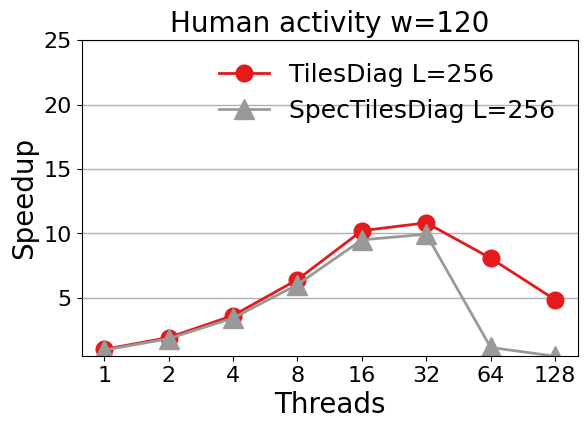 Human activity w=120
25
20
15
10
5
Speedup
TilesDiag L=256
SpecTilesDiag L=256
1 2 4 8 16 32 64 128
Threads